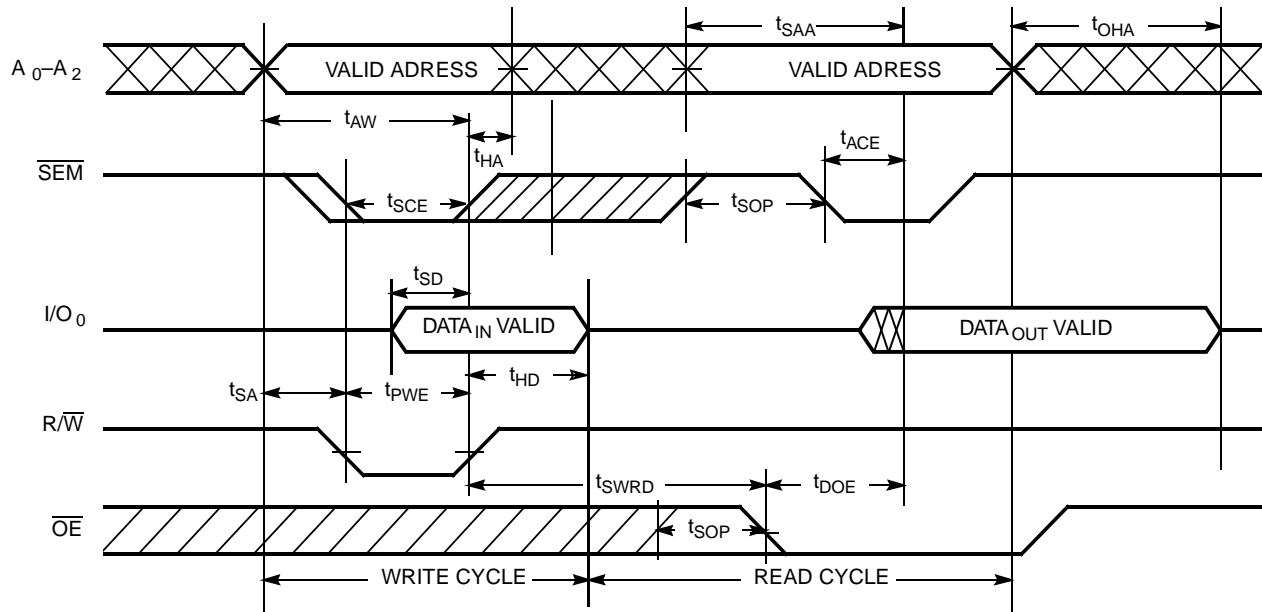 tSAA
tOHA
A0–A2
VALID ADRESS
VALID ADRESS
tAW
tHA
tACE
SEM
tSCE
tSOP
tSD
I/O0
DATAIN VALID
DATAOUT VALID
tSA
tPWE
tHD
R/W
tSWRD
tDOE
OE
tSOP
WRITE CYCLE
READ CYCLE